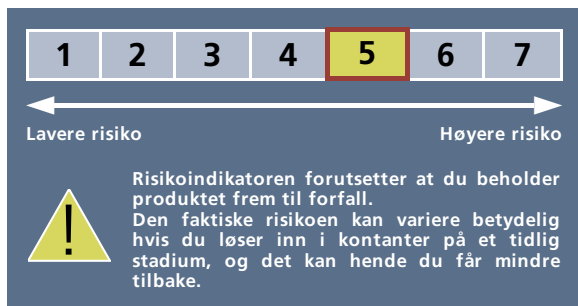 1 2 3 4 5 6 7
Lavere risiko Høyere risiko
Risikoindikatoren forutsetter at du beholder
produktet frem til forfall.
Den faktiske risikoen kan variere betydelig
hvis du løser inn i kontanter på et tidlig
stadium, og det kan hende du får mindre
tilbake.
!